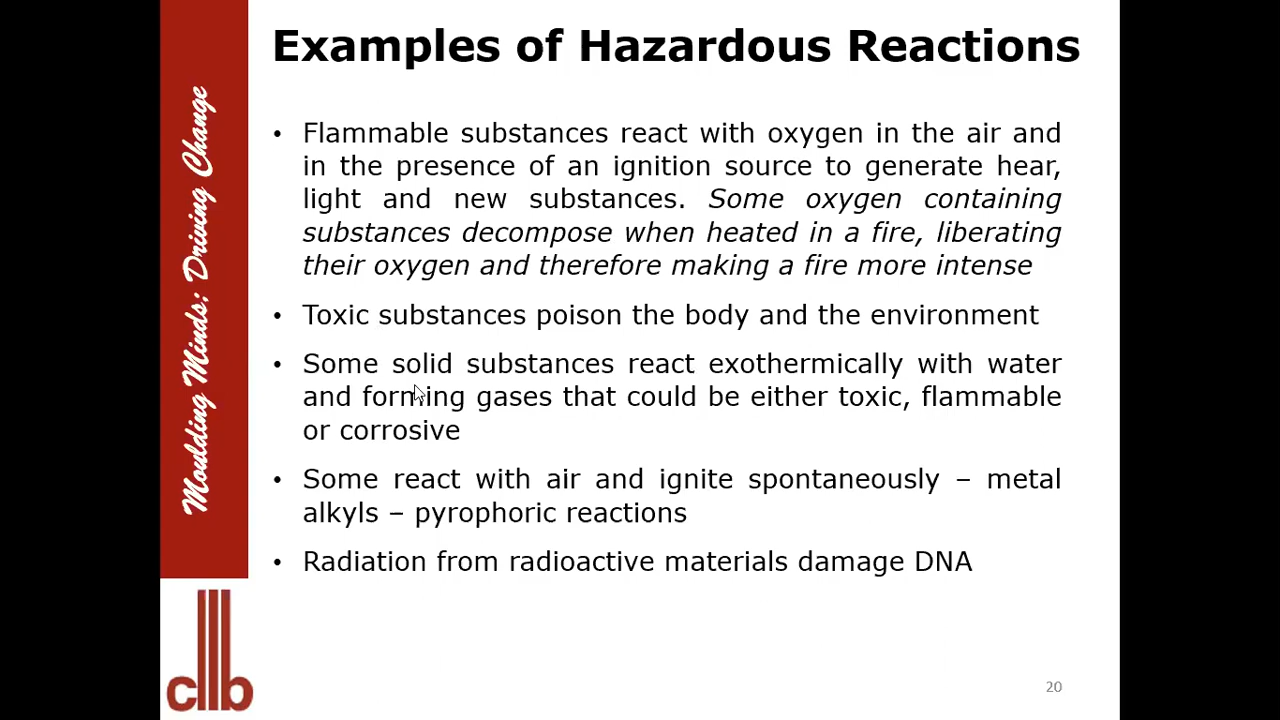 Examples of Hazardous Reactions
Moulding Minds; Driving Change
• Flammable substances react with oxygen in the air and
in the presence of an ignition source to generate hear,
light and new substances. Some oxygen containing
substances decompose when heated in a fire, liberating
their oxygen and therefore making a fire more intense
• Toxic substances poison the body and the environment
• Some solid substances react exothermically with water
and forming gases that could be either toxic, flammable
or corrosive
• Some react with air and ignite spontaneously – metal
alkyls – pyrophoric reactions
• Radiation from radioactive materials damage DNA
cllb
20